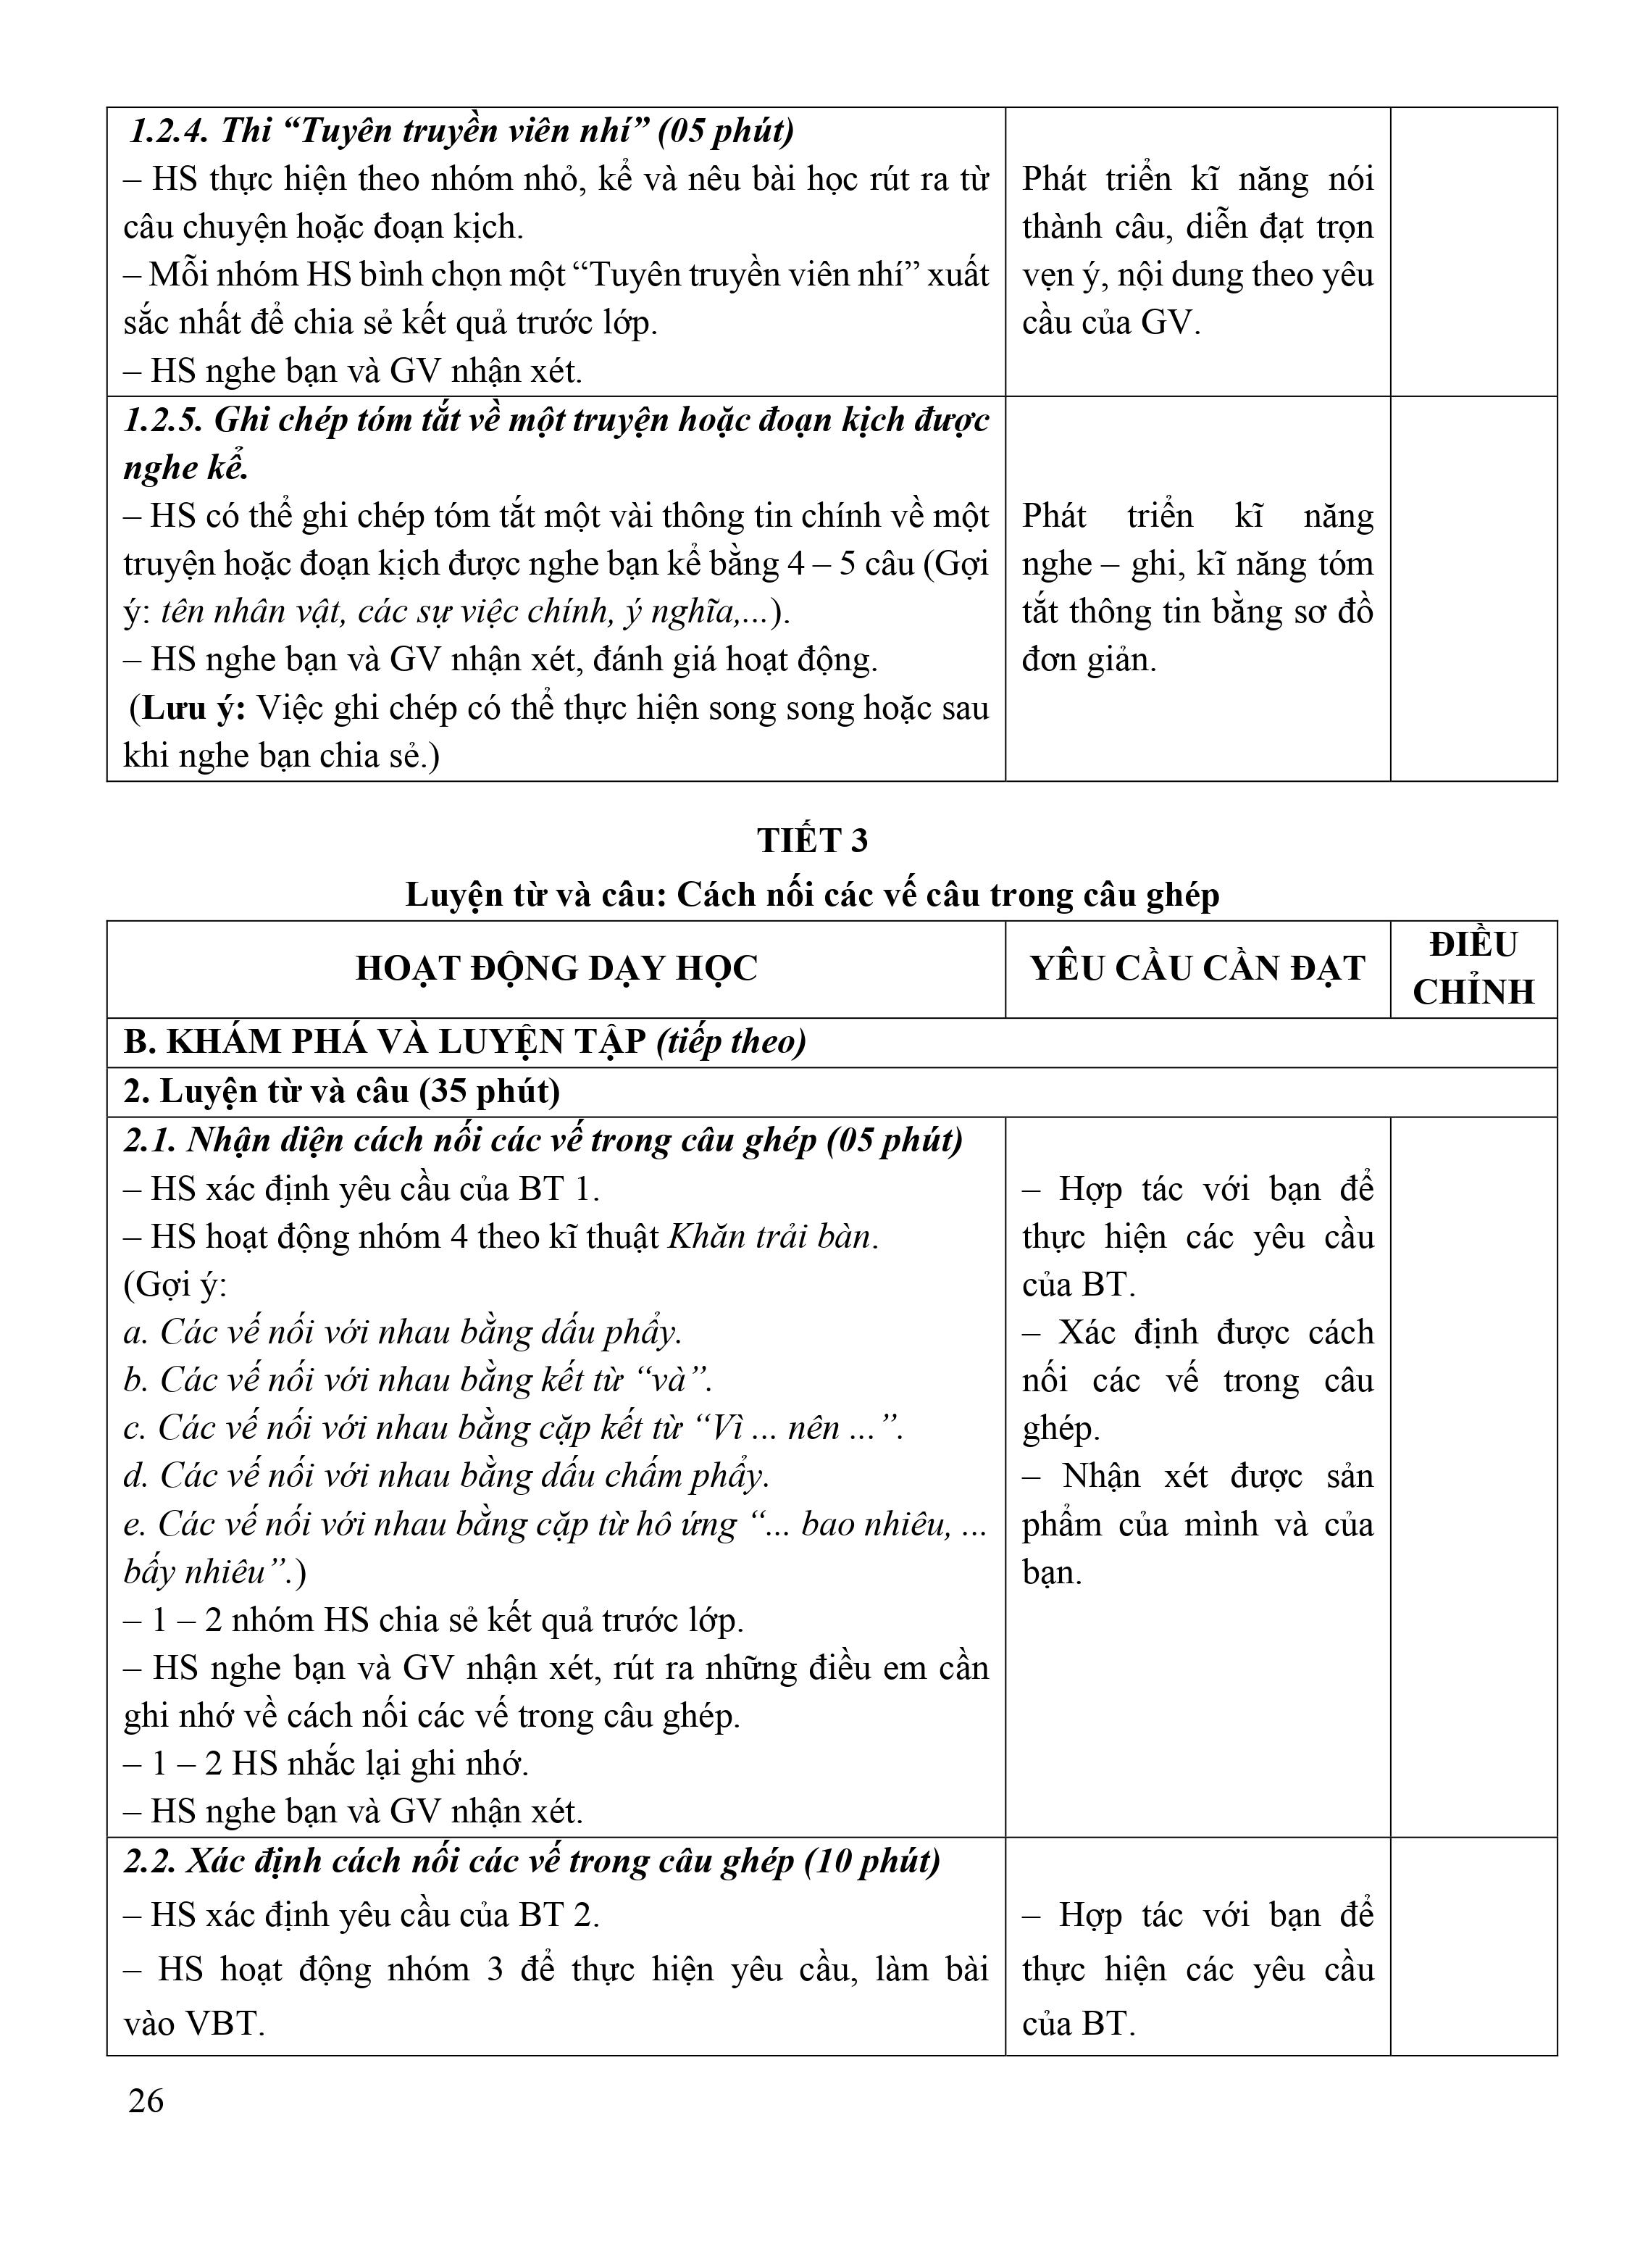 1.2.4. Thi “Tuyên truyền viên nhí” (05 phút)
– HS thực hiện theo nhóm nhỏ, kể và nêu bài học rút ra từ
câu chuyện hoặc đoạn kịch.
– Mỗi nhóm HS bình chọn một “Tuyên truyền viên nhí” xuất
sắc nhất để chia sẻ kết quả trước lớp.
– HS nghe bạn và GV nhận xét.
Phát triển kĩ năng nói
thành câu, diễn đạt trọn
vẹn ý, nội dung theo yêu
cầu của GV.
1.2.5. Ghi chép tóm tắt về một truyện hoặc đoạn kịch được
nghe kể.
– HS có thể ghi chép tóm tắt một vài thông tin chính về một
truyện hoặc đoạn kịch được nghe bạn kể bằng 4 – 5 câu (Gợi
ý: tên nhân vật, các sự việc chính, ý nghĩa,...).
– HS nghe bạn và GV nhận xét, đánh giá hoạt động.
(Lưu ý: Việc ghi chép có thể thực hiện song song hoặc sau
khi nghe bạn chia sẻ.)
Phát triển kĩ năng
nghe – ghi, kĩ năng tóm
tắt thông tin bằng sơ đồ
đơn giản.
TIẾT 3
Luyện từ và câu: Cách nối các vế câu trong câu ghép
HOẠT ĐỘNG DẠY HỌC
YÊU CẦU CẦN ĐẠT
ĐIỀU
CHỈNH
B. KHÁM PHÁ VÀ LUYỆN TẬP (tiếp theo)
2. Luyện từ và câu (35 phút)
2.1. Nhận diện cách nối các vế trong câu ghép (05 phút)
– HS xác định yêu cầu của BT 1.
– HS hoạt động nhóm 4 theo kĩ thuật Khăn trải bàn.
(Gợi ý:
a. Các vế nối với nhau bằng dấu phẩy.
b. Các vế nối với nhau bằng kết từ “và”.
c. Các vế nối với nhau bằng cặp kết từ “Vì ... nên ...”.
d. Các vế nối với nhau bằng dấu chấm phẩy.
e. Các vế nối với nhau bằng cặp từ hô ứng “... bao nhiêu, ...
bấy nhiêu”.)
– 1 – 2 nhóm HS chia sẻ kết quả trước lớp.
– HS nghe bạn và GV nhận xét, rút ra những điều em cần
ghi nhớ về cách nối các vế trong câu ghép.
– 1 – 2 HS nhắc lại ghi nhớ.
– HS nghe bạn và GV nhận xét.
– Hợp tác với bạn để
thực hiện các yêu cầu
của BT.
– Xác định được cách
nối các vế trong câu
ghép.
– Nhận xét được sản
phẩm của mình và của
bạn.
2.2. Xác định cách nối các vế trong câu ghép (10 phút)
– HS xác định yêu cầu của BT 2.
– HS hoạt động nhóm 3 để thực hiện yêu cầu, làm bài
vào VBT.
– Hợp tác với bạn để
thực hiện các yêu cầu
của BT.
26